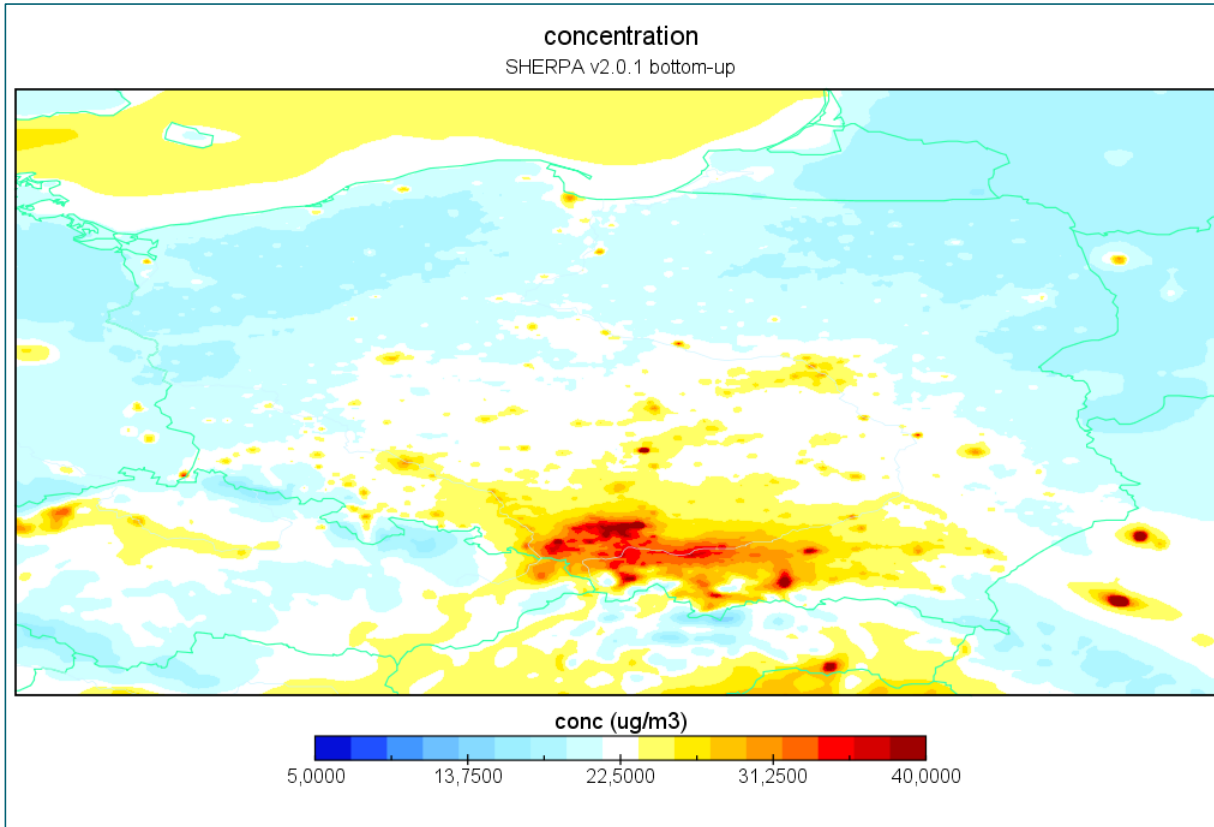 concentration
SHERPA v2.0.1 bottom-up
conc (ug/m3)
5,0000 13,7500 22,5000 31,2500 40,0000